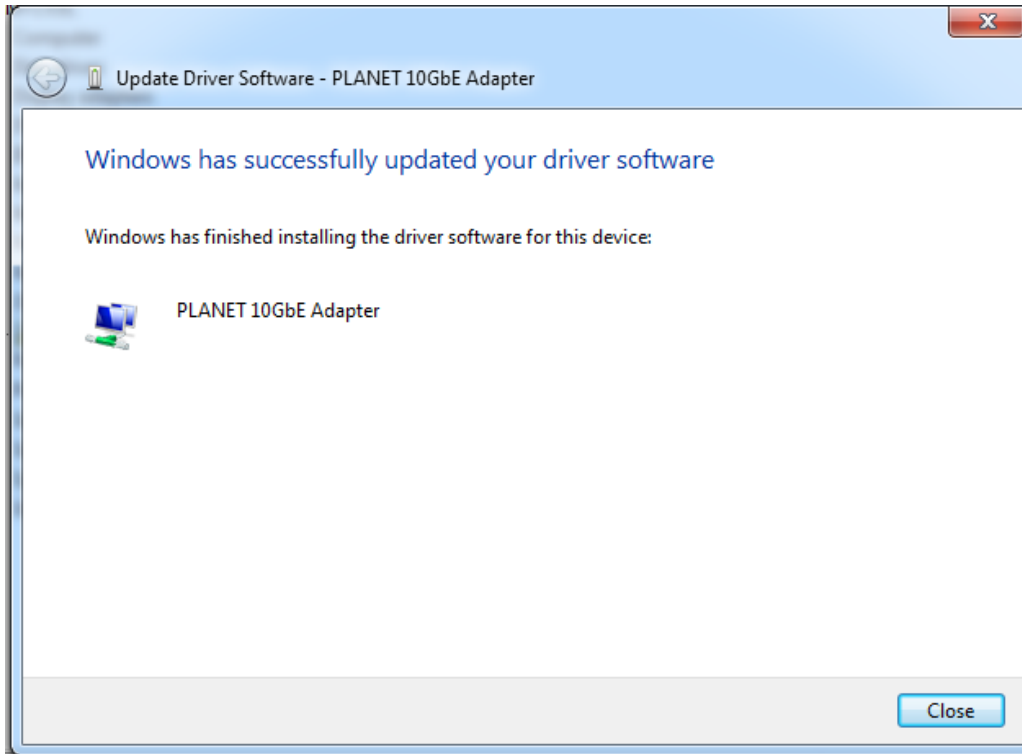 Update Driver Software - PLANET 10GbE Adapter
Windows has successfully updated your driver software
Windows has finished installing the driver software for this device:
PLANET 10GbE Adapter
Close